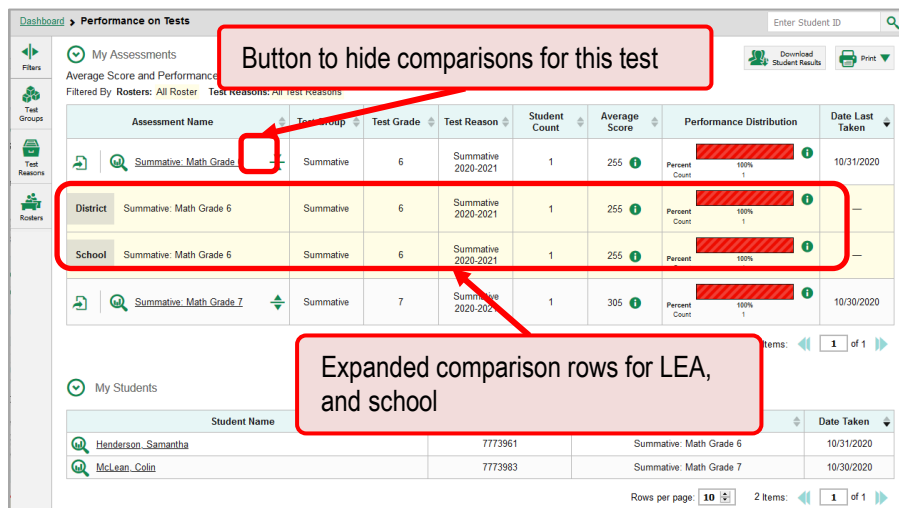 Dashboard > Performance on Tests
Enter Student ID
Filters
Test Groups
Test Reasons
Rosters
My Assessments
Download Student Results
Print
Average Score and Performance
Filtered By Rosters: All Roster Test Reasons: All Test Reasons
Button to hide comparisons for this test
Assessment Name Test Group Test Grade Test Reason Student Count Average Score Performance Distribution Date Last Taken
Summative: Math Grade Summative 6 Summative 2020-2021 1 255 Percent 100% Count 1 10/31/2020
District Summative: Math Grade 6 Summative 6 Summative 2020-2021 1 255 Percent 100% Count 1 —
School Summative: Math Grade 6 Summative 6 Summative 2020-2021 1 255 Percent 100% —
Summative: Math Grade 7 Summative 7 Summative 2020-2021 1 305 Percent 100% Count 1 10/30/2020
Items: 1 of 1
Expanded comparison rows for LEA,
and school
My Students
Student Name Date Taken
Henderson, Samantha 7773961 Summative: Math Grade 6 10/31/2020
McLean, Colin 7773983 Summative: Math Grade 7 10/30/2020
Rows per page: 10 2 Items: 1 of 1